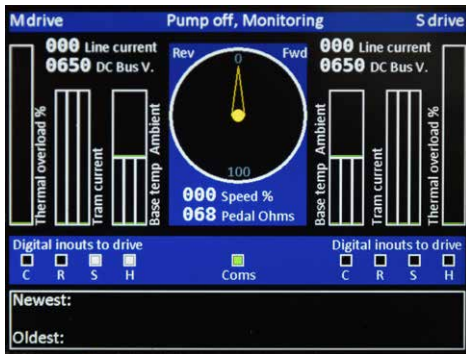 M drive Pump off, Monitoring S drive
000 Line current
0650 DC Bus V.
Rev 0 Fwd
000 Line current
0650 DC Bus V.
Thermal overload %
Tram current
Base temp Ambient
100
000 Speed %
068 Pedal Ohms
Base temp Ambient
Tram current
Thermal overload %
Digital inouts to drive
C R S H
Coms
Digital inouts to drive
C R S H
Newest:
Oldest: